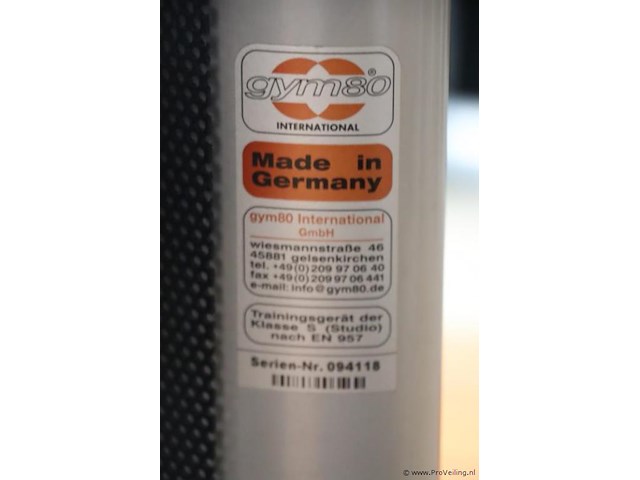 gym80®
INTERNATIONAL
Made in
Germany
gym80 International
GmbH
wiesmannstraße 46
45881 gelsenkirchen
tel. +49(0)209 97 06 40
fax +49(0)209 97 06 441
e-mail: info@gym80.de
Trainingsgerät der
Klasse S (Studio)
nach EN 957
Serien-Nr. 094118
© www.ProVeiling.nl